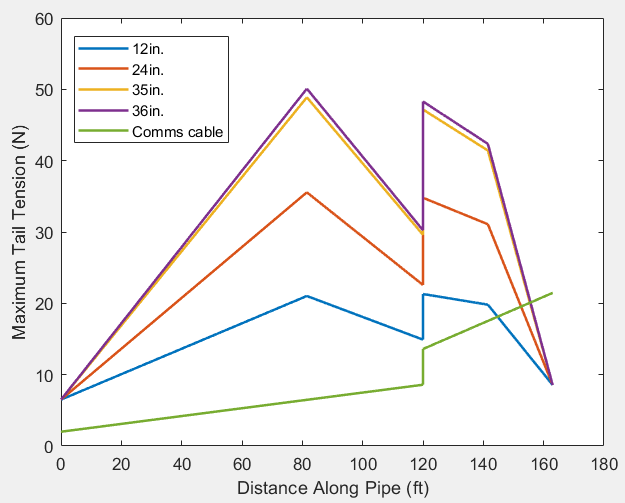 60
50
40
30
20
10
0
Maximum Tail Tension (N)
12in.
24in.
35in.
36in.
Comms cable
0 20 40 60 80 100 120 140 160 180
Distance Along Pipe (ft)